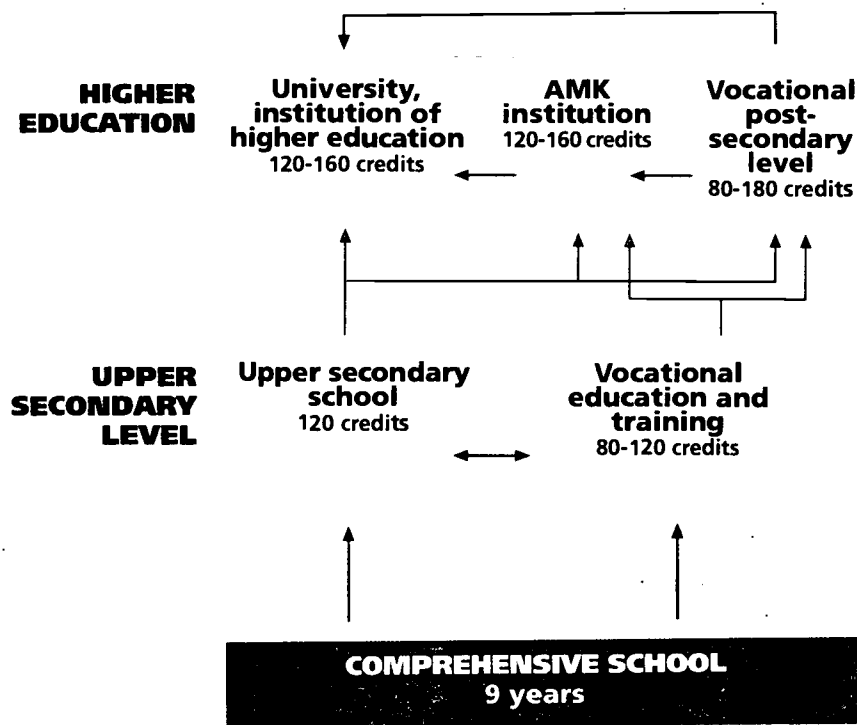 HIGHER
EDUCATION
University,
institution of
higher education
120-160 credits
AMK
institution
120-160 credits
Vocational
post-
secondary
level
80-180 credits
UPPER
SECONDARY
LEVEL
Upper secondary
school
120 credits
Vocational
education and
training
80-120 credits
COMPREHENSIVE SCHOOL
9 years